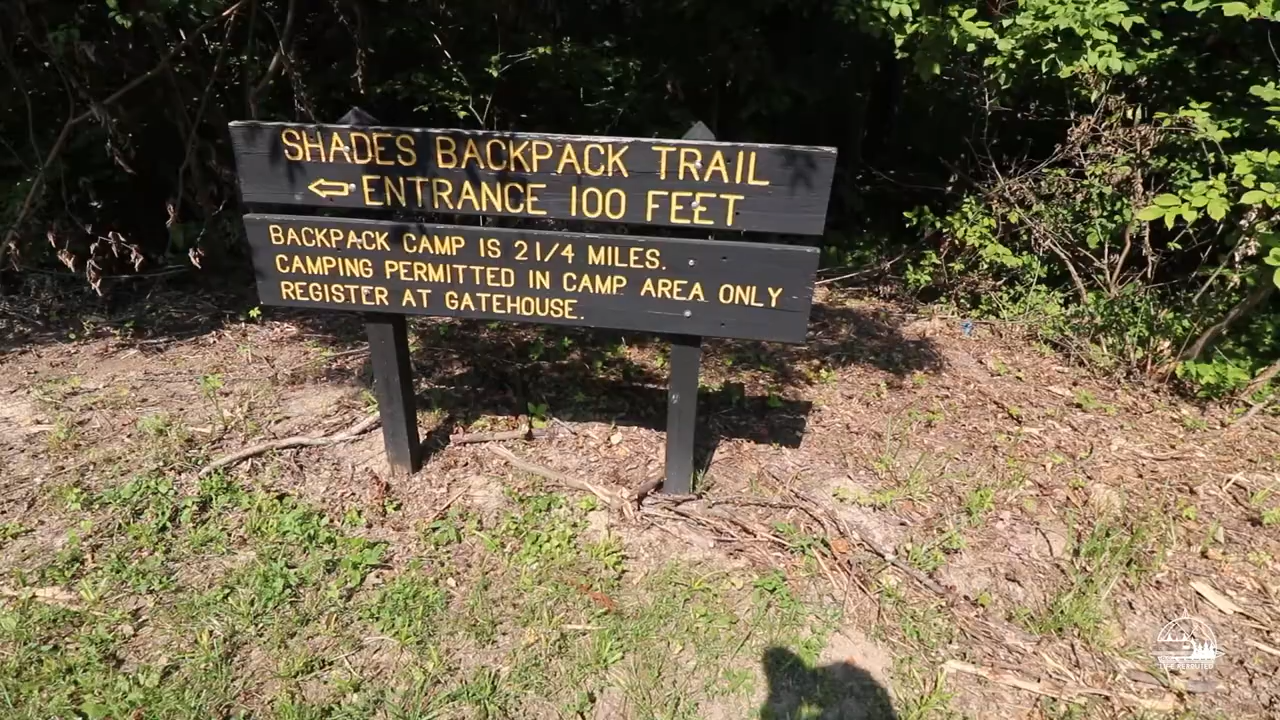 SHADES BACKPACK TRAIL
⇐ ENTRANCE 100 FEET
BACKPACK CAMP IS 2 1/4 MILES.
CAMPING PERMITTED IN CAMP AREA ONLY
REGISTER AT GATEHOUSE.